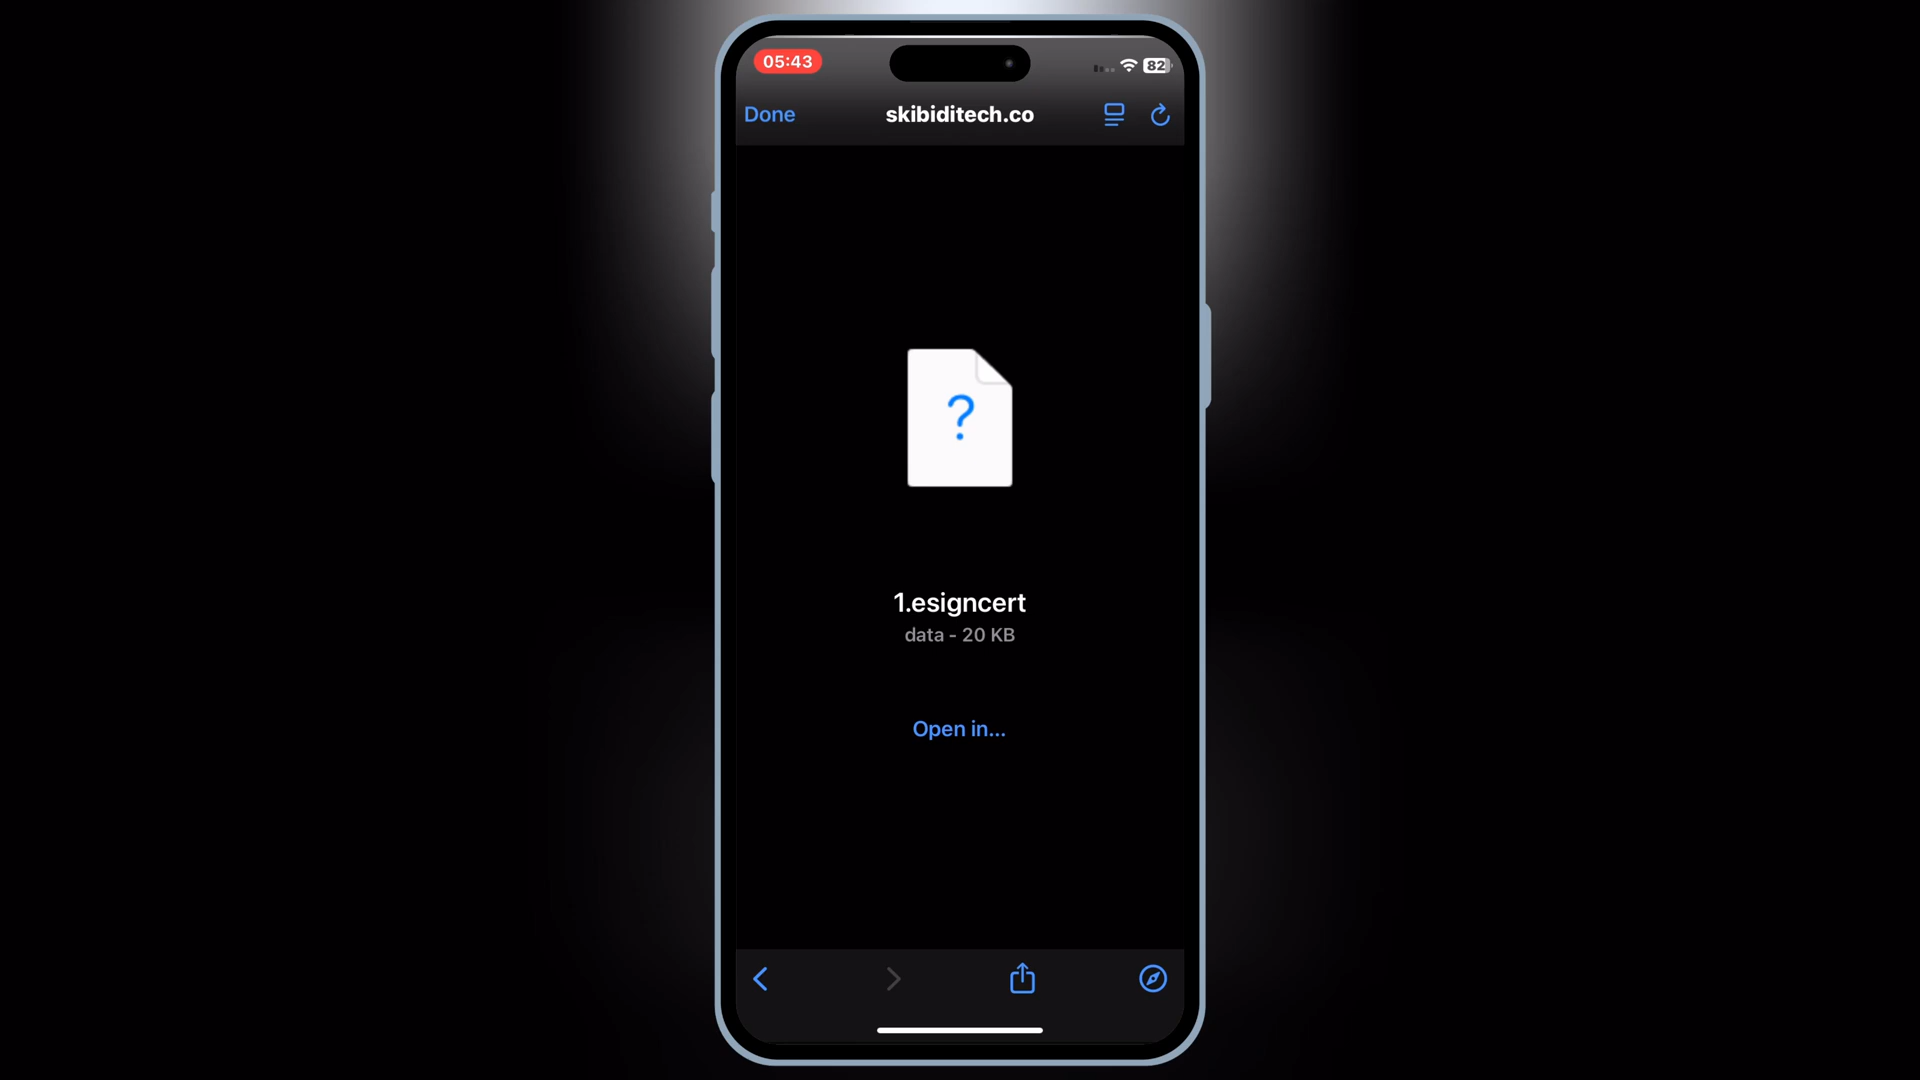 05:43
82
Done
skibiditech.co
?
1.esigncert
data - 20 KB
Open in...